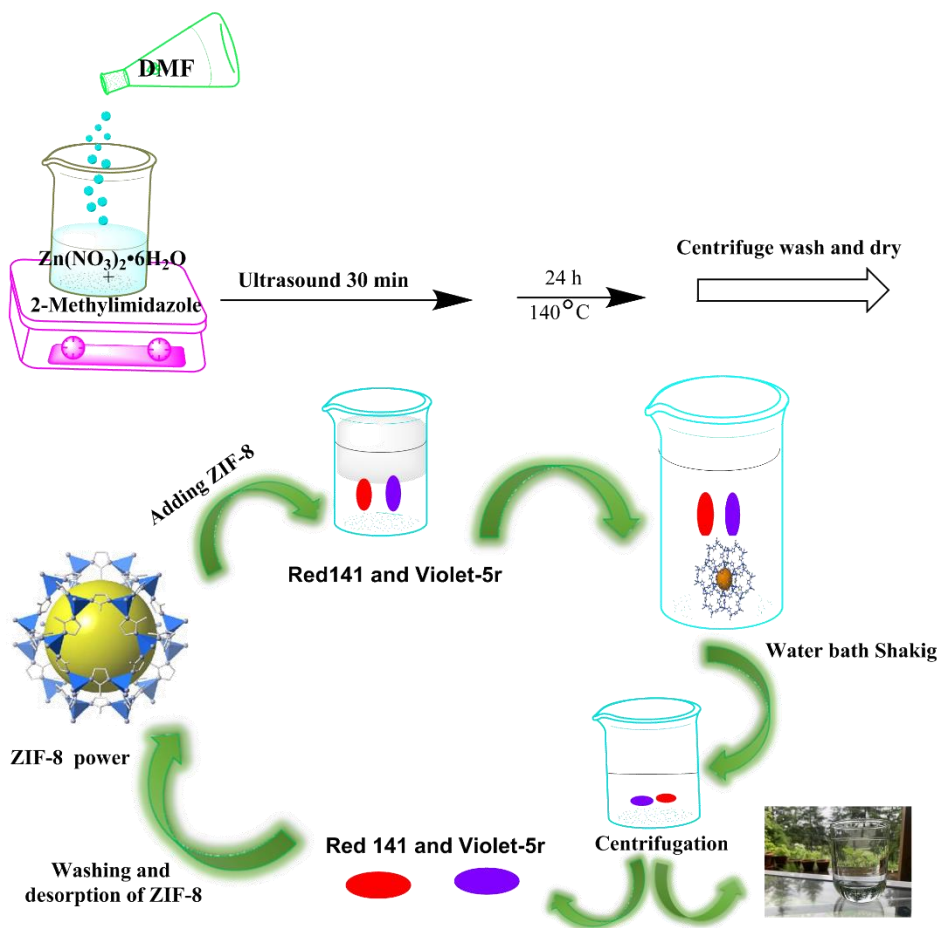 DMF
Zn(NO₃)₂•6H₂O
+
2-Methylimidazole
Ultrasound 30 min
24 h
140°C
Centrifuge wash and dry
Adding ZIF-8
Red141 and Violet-5r
Water bath Shakig
ZIF-8 power
Centrifugation
Red 141 and Violet-5r
Washing and
desorption of ZIF-8